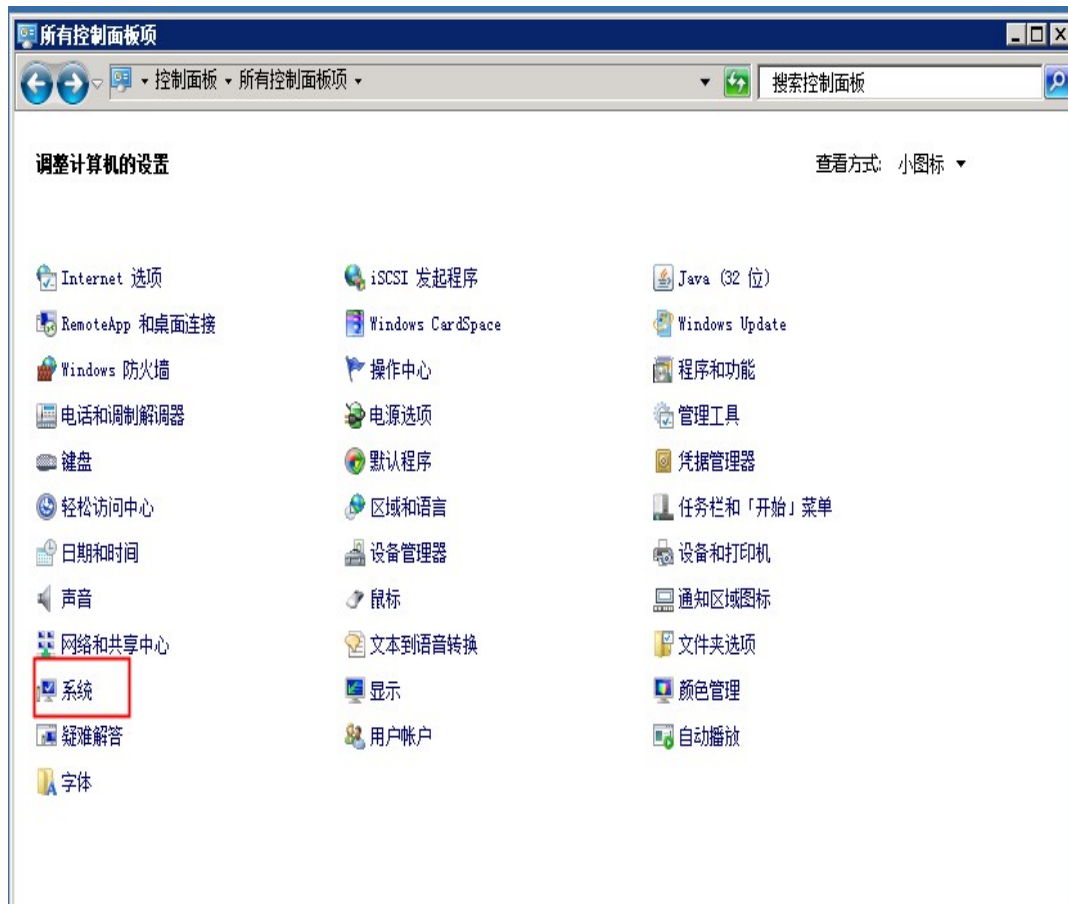 所有控制面板项
控制面板 所有控制面板项 搜索控制面板
调整计算机的设置 查看方式: 小图标
Internet 选项 iSCSI 发起程序 Java (32 位)
RemoteApp 和桌面连接 Windows CardSpace Windows Update
Windows 防火墙 操作中心 程序和功能
电话和调制解调器 电源选项 管理工具
键盘 默认程序 凭据管理器
轻松访问中心 区域和语言 任务栏和「开始」菜单
日期和时间 设备管理器 设备和打印机
声音 鼠标 通知区域图标
网络和共享中心 文本到语音转换 文件夹选项
系统 显示 颜色管理
疑难解答 用户帐户 自动播放
字体